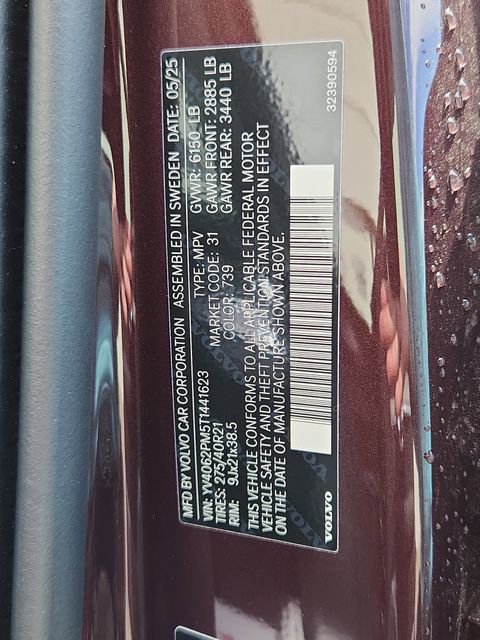 MFD BY VOLVO CAR CORPORATION ASSEMBLED IN SWEDEN DATE: 05/25
VIN: YV4062PM5T1441623 TYPE: MPV GVWR: 6150 LB
TIRES: 275/40R21 MARKET CODE: 31 GAWR FRONT: 2885 LB
RIM: 9Jx21x38.5 COLOR: 739 GAWR REAR: 3440 LB
THIS VEHICLE CONFORMS TO ALL APPLICABLE FEDERAL MOTOR
VEHICLE SAFETY AND THEFT PREVENTION STANDARDS IN EFFECT
ON THE DATE OF MANUFACTURE SHOWN ABOVE.
VOLVO 32390594